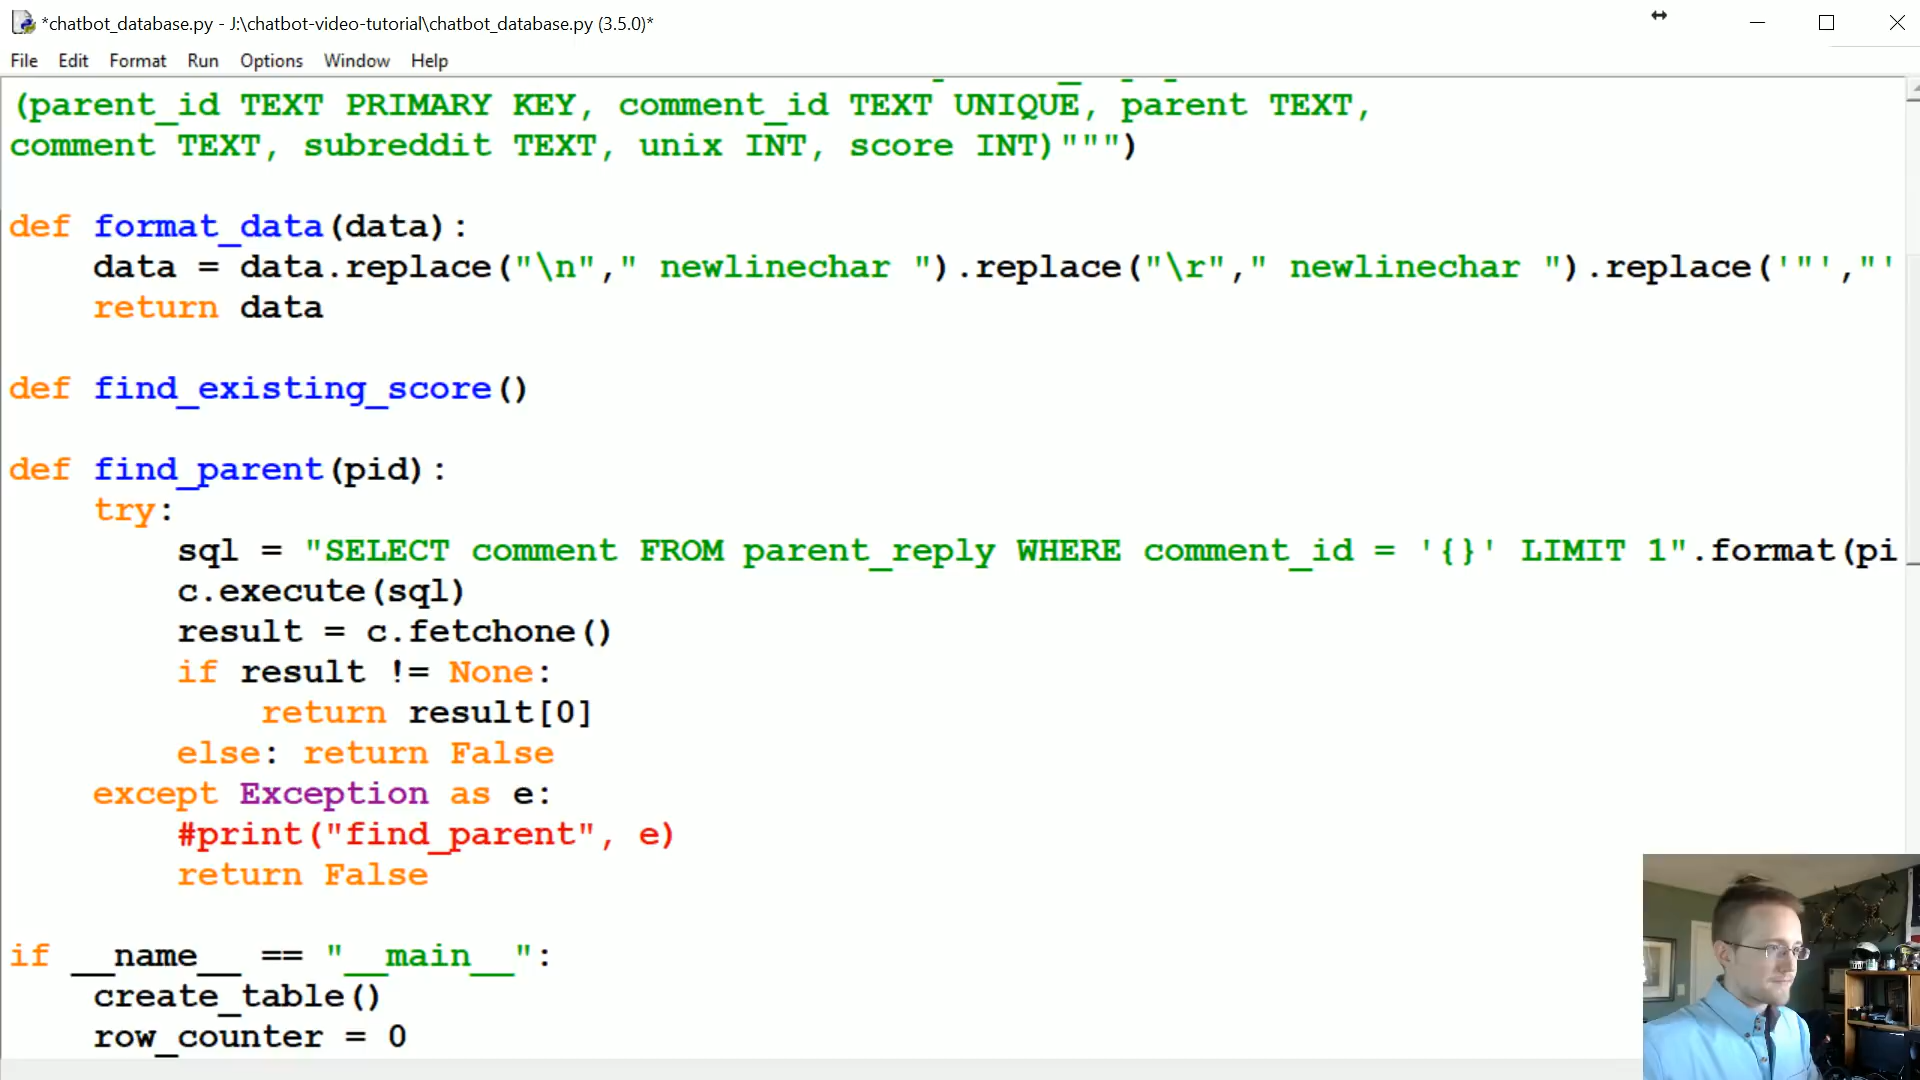 *chatbot_database.py - J:\chatbot-video-tutorial\chatbot_database.py (3.5.0)*
File Edit Format Run Options Window Help
(parent_id TEXT PRIMARY KEY, comment_id TEXT UNIQUE, parent TEXT,
comment TEXT, subreddit TEXT, unix INT, score INT)""")
def format_data(data):
data = data.replace("\n"," newlinechar ").replace("\r"," newlinechar ").replace('"',"'
return data
def find_existing_score()
def find_parent(pid):
try:
sql = "SELECT comment FROM parent_reply WHERE comment_id = '{}' LIMIT 1".format(pi
c.execute(sql)
result = c.fetchone()
if result != None:
return result[0]
else: return False
except Exception as e:
#print("find_parent", e)
return False
if __name__ == "__main__":
create_table()
row_counter = 0